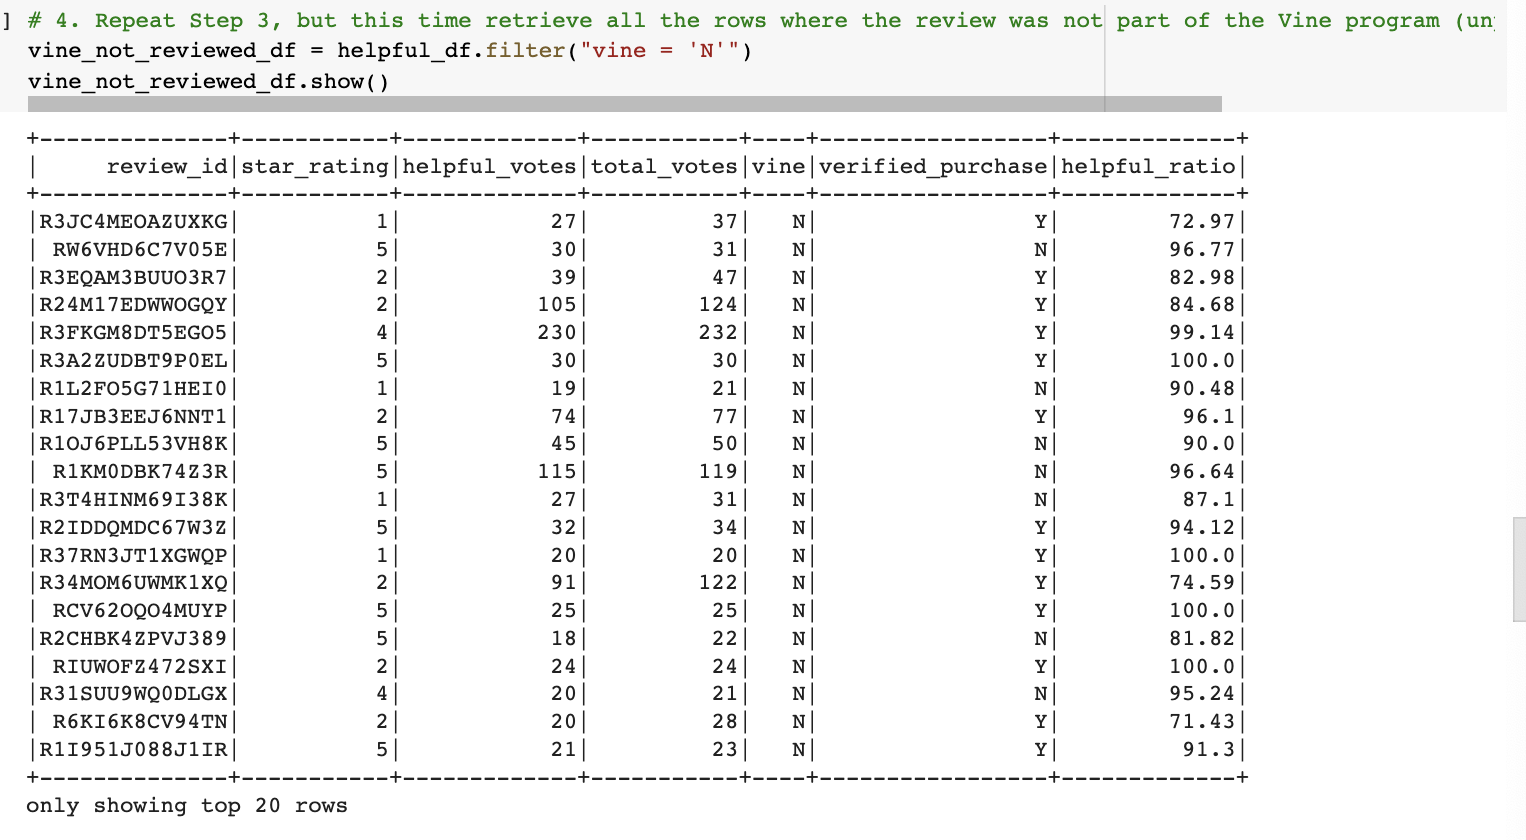 ] # 4. Repeat Step 3, but this time retrieve all the rows where the review was not part of the Vine program (un
vine_not_reviewed_df = helpful_df.filter("vine = 'N'")
vine_not_reviewed_df.show()
+--------------+-----------+-------------+-----------+----+-----------------+-------------+
|     review_id|star_rating|helpful_votes|total_votes|vine|verified_purchase|helpful_ratio|
+--------------+-----------+-------------+-----------+----+-----------------+-------------+
|R3JC4MEOAZUXKG|          1|           27|         37|   N|                Y|        72.97|
| RW6VHD6C7V05E|          5|           30|         31|   N|                N|        96.77|
|R3EQAM3BUUO3R7|          2|           39|         47|   N|                Y|        82.98|
|R24M17EDWWOGQY|          2|          105|        124|   N|                Y|        84.68|
|R3FKGM8DT5EGO5|          4|          230|        232|   N|                Y|        99.14|
|R3A2ZUDBT9P0EL|          5|           30|         30|   N|                Y|        100.0|
|R1L2FO5G71HEI0|          1|           19|         21|   N|                N|        90.48|
|R17JB3EEJ6NNT1|          2|           74|         77|   N|                Y|         96.1|
|R1OJ6PLL53VH8K|          5|           45|         50|   N|                N|         90.0|
| R1KM0DBK74Z3R|          5|          115|        119|   N|                N|        96.64|
|R3T4HINM69I38K|          1|           27|         31|   N|                N|         87.1|
|R2IDDQMDC67W3Z|          5|           32|         34|   N|                Y|        94.12|
|R37RN3JT1XGWQP|          1|           20|         20|   N|                Y|        100.0|
|R34MOM6UWMK1XQ|          2|           91|        122|   N|                Y|        74.59|
| RCV62OQO4MUYP|          5|           25|         25|   N|                Y|        100.0|
|R2CHBK4ZPVJ389|          5|           18|         22|   N|                N|        81.82|
| RIUWOFZ472SXI|          2|           24|         24|   N|                Y|        100.0|
|R31SUU9WQ0DLGX|          4|           20|         21|   N|                N|        95.24|
| R6KI6K8CV94TN|          2|           20|         28|   N|                Y|        71.43|
|R1I951J088J1IR|          5|           21|         23|   N|                Y|         91.3|
+--------------+-----------+-------------+-----------+----+-----------------+-------------+
only showing top 20 rows